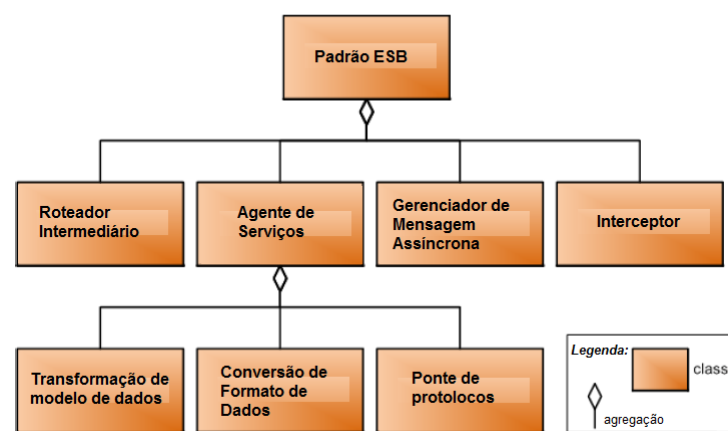 Padrão ESB
Roteador
Intermediário
Agente de
Serviços
Gerenciador de
Mensagem
Assíncrona
Interceptor
Transformação de
modelo de dados
Conversão de
Formato de
Dados
Ponte de
protolocos
Legenda:
class
agregação